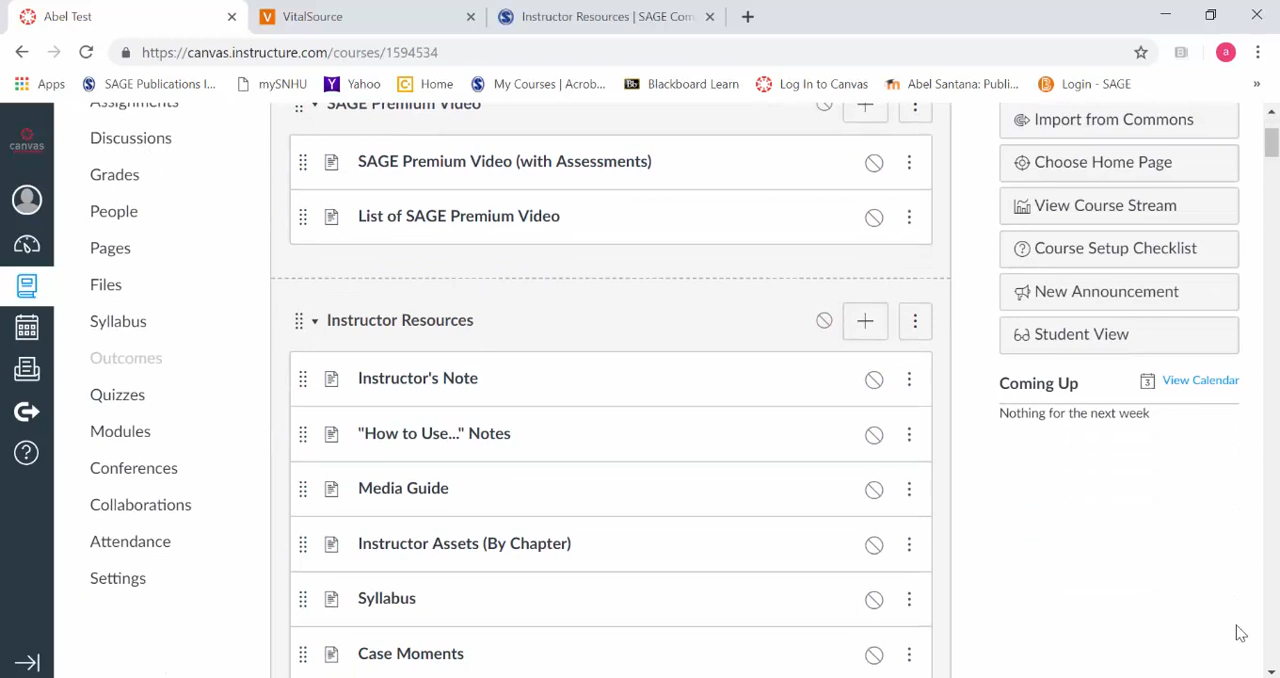 Abel Test
VitalSource
Instructor Resources | SAGE Com
https://canvas.instructure.com/courses/1594534
a
Apps
SAGE Publications I...
mySNHU
Yahoo
Home
My Courses | Acrob...
Bb
Blackboard Learn
Log In to Canvas
Abel Santana: Publi...
Login - SAGE
»
canvas
Assignments
Discussions
Grades
People
Pages
Files
Syllabus
Outcomes
Quizzes
Modules
Conferences
Collaborations
Attendance
Settings
SAGE Premium Video
SAGE Premium Video (with Assessments)
List of SAGE Premium Video
Instructor Resources
Instructor's Note
"How to Use..." Notes
Media Guide
Instructor Assets (By Chapter)
Syllabus
Case Moments
Import from Commons
Choose Home Page
View Course Stream
Course Setup Checklist
New Announcement
Student View
Coming Up
3 View Calendar
Nothing for the next week